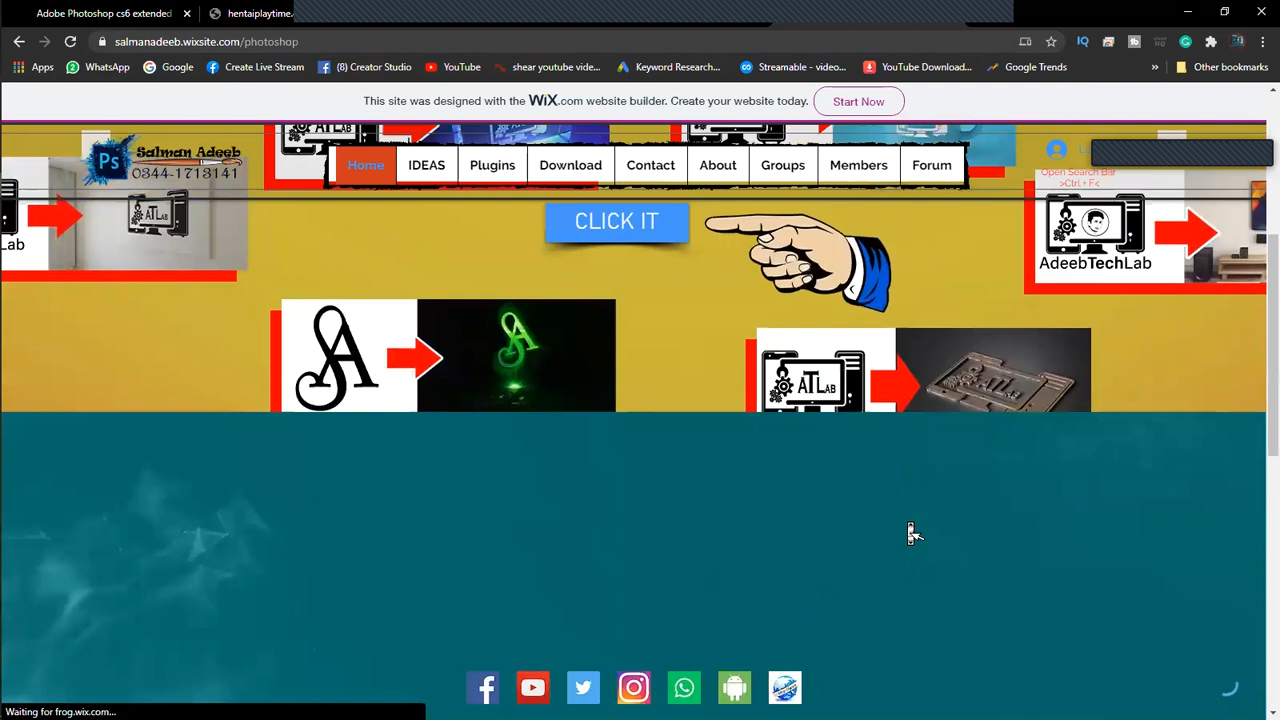 Adobe Photoshop cs6 extended
hentaiplaytime.
salmanadeeb.wixsite.com/photoshop
Apps WhatsApp Google Create Live Stream (8) Creator Studio YouTube shear youtube vide... Keyword Research... Streamable - video... YouTube Download... Google Trends » Other bookmarks
This site was designed with the WiX.com website builder. Create your website today. Start Now
Ps Salman Adeeb
0344-1713141
Home IDEAS Plugins Download Contact About Groups Members Forum
Open Search Bar
>Ctrl + F<
CLICK IT
ATLAB
Lab
AdeebTechLab
A
ATLAB
ATLAB
Waiting for frog.wix.com...